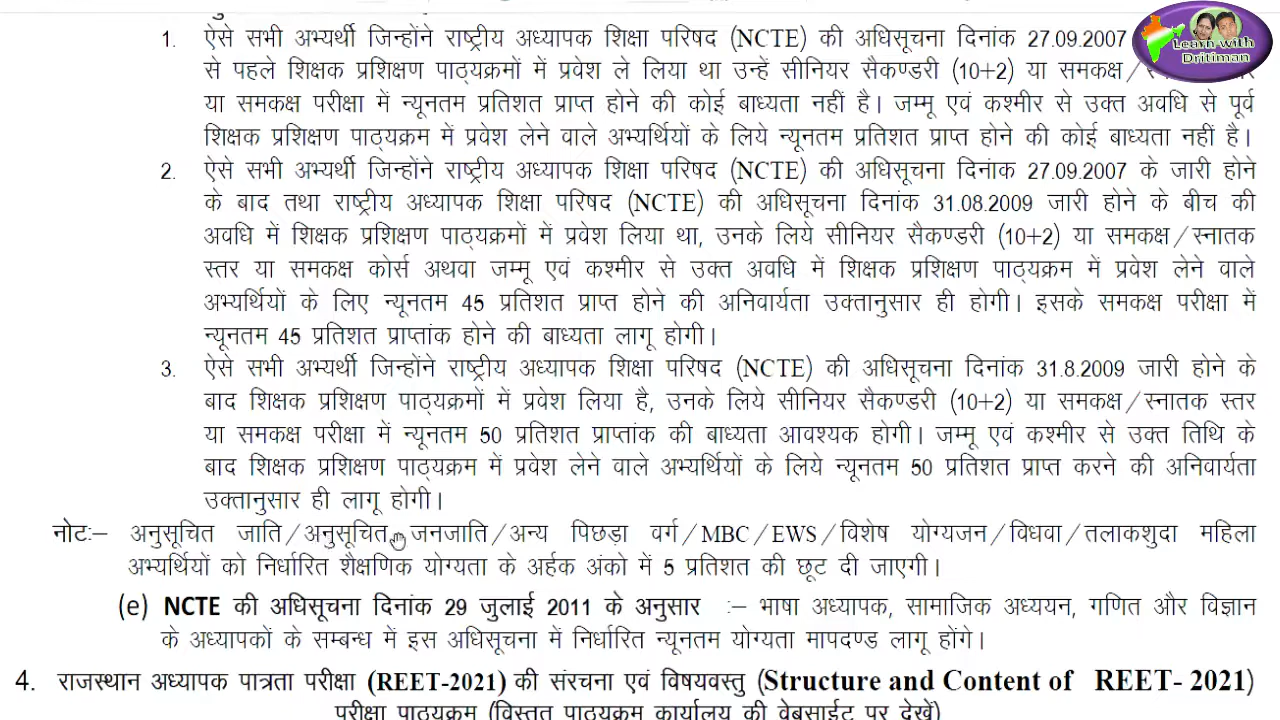 1. ऐसे सभी अभ्यर्थी जिन्होंने राष्ट्रीय अध्यापक शिक्षा परिषद (NCTE) की अधिसूचना दिनांक 27.09.2007
से पहले शिक्षक प्रशिक्षण पाठ्यक्रमों में प्रवेश ले लिया था उन्हें सीनियर सैकण्डरी (10+2) या समकक्ष/
या समकक्ष परीक्षा में न्यूनतम प्रतिशत प्राप्त होने की कोई बाध्यता नहीं है। जम्मू एवं कश्मीर से उक्त अवधि से पूर्व
शिक्षक प्रशिक्षण पाठ्यक्रम में प्रवेश लेने वाले अभ्यर्थियों के लिये न्यूनतम प्रतिशत प्राप्त होने की कोई बाध्यता नहीं है।
2. ऐसे सभी अभ्यर्थी जिन्होंने राष्ट्रीय अध्यापक शिक्षा परिषद (NCTE) की अधिसूचना दिनांक 27.09.2007 के जारी होने
के बाद तथा राष्ट्रीय अध्यापक शिक्षा परिषद (NCTE) की अधिसूचना दिनांक 31.08.2009 जारी होने के बीच की
अवधि में शिक्षक प्रशिक्षण पाठ्यक्रमों में प्रवेश लिया था, उनके लिये सीनियर सैकण्डरी (10+2) या समकक्ष/स्नातक
स्तर या समकक्ष कोर्स अथवा जम्मू एवं कश्मीर से उक्त अवधि में शिक्षक प्रशिक्षण पाठ्यक्रम में प्रवेश लेने वाले
अभ्यर्थियों के लिए न्यूनतम 45 प्रतिशत प्राप्त होने की अनिवार्यता उक्तानुसार ही होगी। इसके समकक्ष परीक्षा में
न्यूनतम 45 प्रतिशत प्राप्तांक होने की बाध्यता लागू होगी।
3. ऐसे सभी अभ्यर्थी जिन्होंने राष्ट्रीय अध्यापक शिक्षा परिषद (NCTE) की अधिसूचना दिनांक 31.8.2009 जारी होने के
बाद शिक्षक प्रशिक्षण पाठ्यक्रमों में प्रवेश लिया है, उनके लिये सीनियर सैकण्डरी (10+2) या समकक्ष/स्नातक स्तर
या समकक्ष परीक्षा में न्यूनतम 50 प्रतिशत प्राप्तांक की बाध्यता आवश्यक होगी। जम्मू एवं कश्मीर से उक्त तिथि के
बाद शिक्षक प्रशिक्षण पाठ्यक्रम में प्रवेश लेने वाले अभ्यर्थियों के लिये न्यूनतम 50 प्रतिशत प्राप्त करने की अनिवार्यता
उक्तानुसार ही लागू होगी।
नोटः– अनुसूचित जाति/अनुसूचित जनजाति/अन्य पिछड़ा वर्ग/MBC/EWS/विशेष योग्यजन/विधवा/तलाकशुदा महिला
अभ्यर्थियों को निर्धारित शैक्षणिक योग्यता के अर्हक अंको में 5 प्रतिशत की छूट दी जाएगी।
(e) NCTE की अधिसूचना दिनांक 29 जुलाई 2011 के अनुसार :– भाषा अध्यापक, सामाजिक अध्ययन, गणित और विज्ञान
के अध्यापकों के सम्बन्ध में इस अधिसूचना में निर्धारित न्यूनतम योग्यता मापदण्ड लागू होंगे।
4. राजस्थान अध्यापक पात्रता परीक्षा (REET-2021) की संरचना एवं विषयवस्तु (Structure and Content of REET- 2021)
परीक्षा पाठ्यक्रम (विस्तृत पाठ्यक्रम कार्यालय की वेबसाईट पर देखें)
Learn with
Dritiman